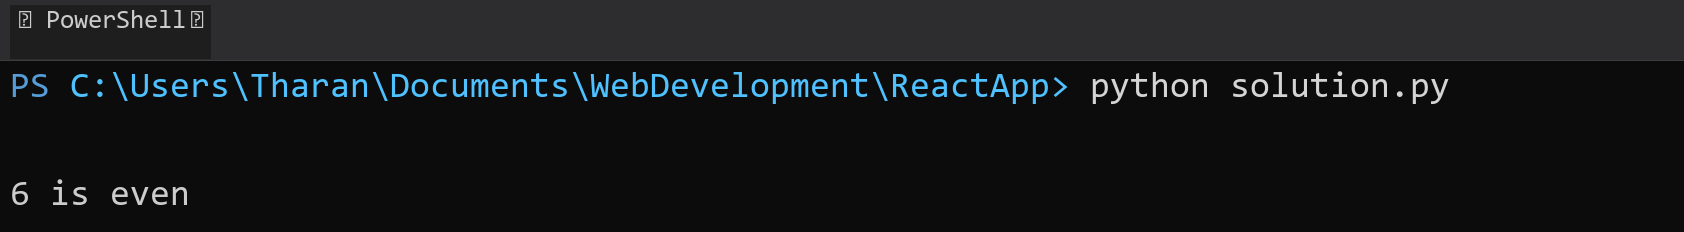 PowerShell
PS C:\Users\Tharan\Documents\WebDevelopment\ReactApp> python solution.py
6 is even